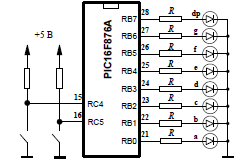 28 RB7 R dp
27 RB6 R g
26 RB5 R f
25 RB4 R e
24 RB3 R d
23 RB2 R c
22 RB1 R b
21 RB0 R a
PIC16F876A
+5 В
15 RC4
16 RC5